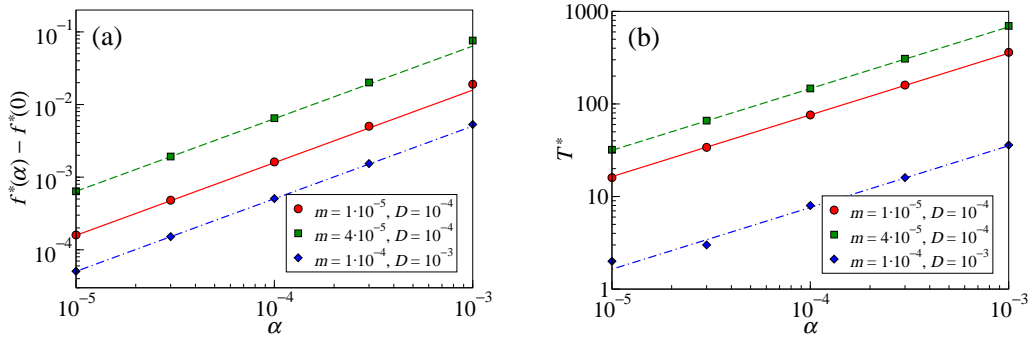 (a)
10⁻¹
10⁻²
10⁻³
10⁻⁴
f*(α) − f*(0)
m = 1·10⁻⁵, D = 10⁻⁴
m = 4·10⁻⁵, D = 10⁻⁴
m = 1·10⁻⁴, D = 10⁻³
10⁻⁵ 10⁻⁴ 10⁻³
α
(b)
1000
100
10
1
T*
m = 1·10⁻⁵, D = 10⁻⁴
m = 4·10⁻⁵, D = 10⁻⁴
m = 1·10⁻⁴, D = 10⁻³
10⁻⁵ 10⁻⁴ 10⁻³
α